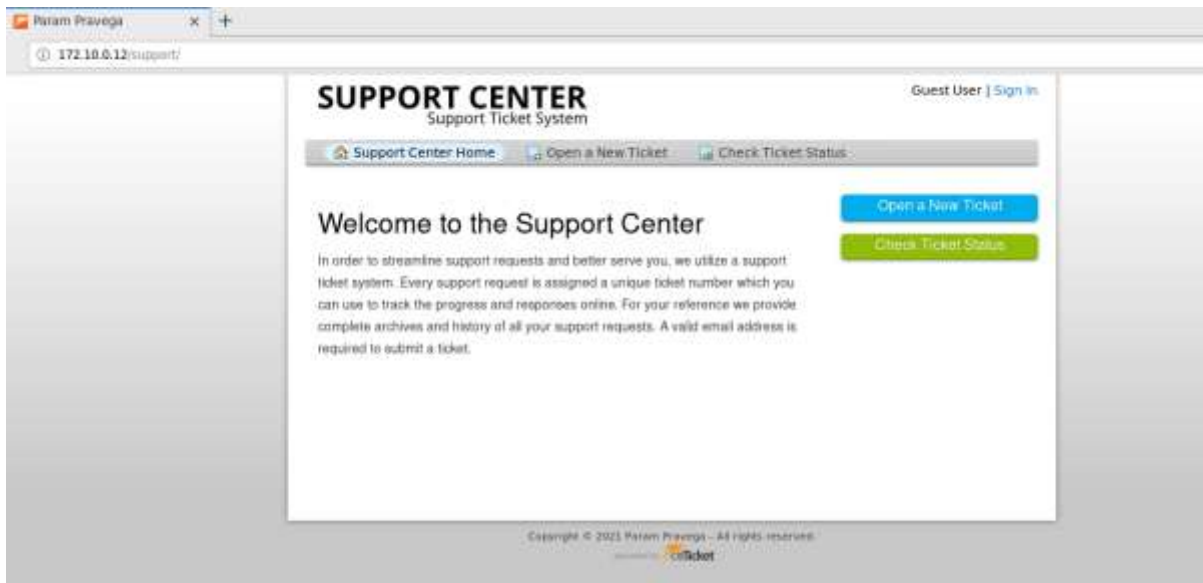 Param Pravega × +
172.10.0.12/support/
SUPPORT CENTER
Support Ticket System
Guest User | Sign In
Support Center Home Open a New Ticket Check Ticket Status
Welcome to the Support Center
In order to streamline support requests and better serve you, we utilize a support
ticket system. Every support request is assigned a unique ticket number which you
can use to track the progress and responses online. For your reference we provide
complete archives and history of all your support requests. A valid email address is
required to submit a ticket.
Open a New Ticket
Check Ticket Status
Copyright © 2021 Param Pravega - All rights reserved.
osTicket